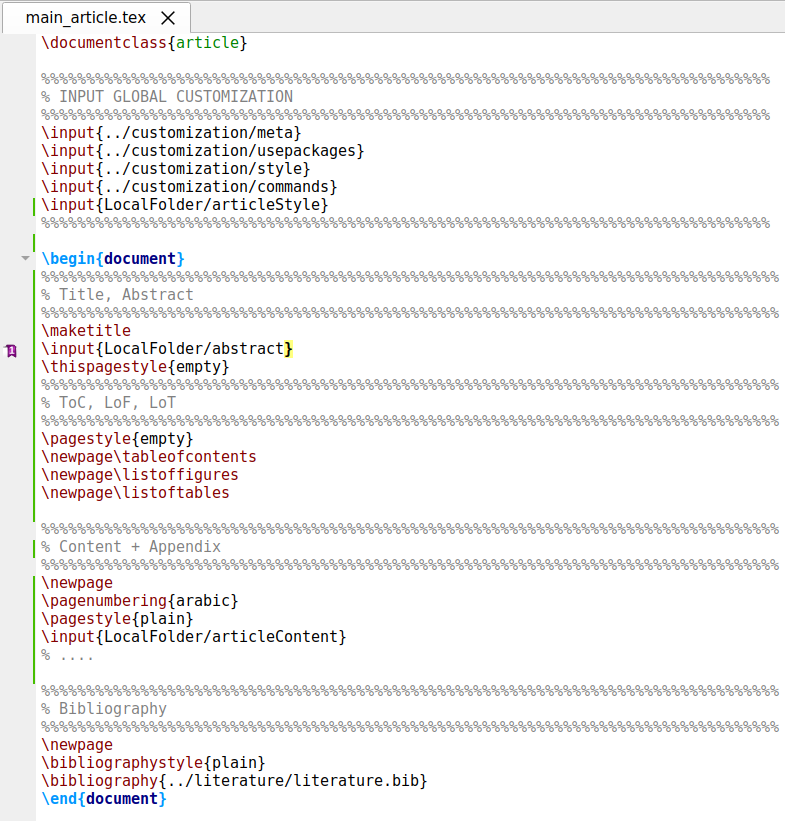 main_article.tex
\documentclass{article}
%%%%%%%%%%%%%%%%%%%%%%%%%%%%%%%%%%%%%%%%%%%%%%%%%%%%%%%%%%%%%%%%%%%%%%%%%%%%%%%%%%%
% INPUT GLOBAL CUSTOMIZATION
%%%%%%%%%%%%%%%%%%%%%%%%%%%%%%%%%%%%%%%%%%%%%%%%%%%%%%%%%%%%%%%%%%%%%%%%%%%%%%%%%%%
\input{../customization/meta}
\input{../customization/usepackages}
\input{../customization/style}
\input{../customization/commands}
\input{LocalFolder/articleStyle}
%%%%%%%%%%%%%%%%%%%%%%%%%%%%%%%%%%%%%%%%%%%%%%%%%%%%%%%%%%%%%%%%%%%%%%%%%%%%%%%%%%%
\begin{document}
%%%%%%%%%%%%%%%%%%%%%%%%%%%%%%%%%%%%%%%%%%%%%%%%%%%%%%%%%%%%%%%%%%%%%%%%%%%%%%%%%%%%
% Title, Abstract
%%%%%%%%%%%%%%%%%%%%%%%%%%%%%%%%%%%%%%%%%%%%%%%%%%%%%%%%%%%%%%%%%%%%%%%%%%%%%%%%%%%%
\maketitle
1 \input{LocalFolder/abstract}
\thispagestyle{empty}
%%%%%%%%%%%%%%%%%%%%%%%%%%%%%%%%%%%%%%%%%%%%%%%%%%%%%%%%%%%%%%%%%%%%%%%%%%%%%%%%%%%%
% ToC, LoF, LoT
%%%%%%%%%%%%%%%%%%%%%%%%%%%%%%%%%%%%%%%%%%%%%%%%%%%%%%%%%%%%%%%%%%%%%%%%%%%%%%%%%%%%
\pagestyle{empty}
\newpage\tableofcontents
\newpage\listoffigures
\newpage\listoftables
%%%%%%%%%%%%%%%%%%%%%%%%%%%%%%%%%%%%%%%%%%%%%%%%%%%%%%%%%%%%%%%%%%%%%%%%%%%%%%%%%%%%
% Content + Appendix
%%%%%%%%%%%%%%%%%%%%%%%%%%%%%%%%%%%%%%%%%%%%%%%%%%%%%%%%%%%%%%%%%%%%%%%%%%%%%%%%%%%%
\newpage
\pagenumbering{arabic}
\pagestyle{plain}
\input{LocalFolder/articleContent}
% ....
%%%%%%%%%%%%%%%%%%%%%%%%%%%%%%%%%%%%%%%%%%%%%%%%%%%%%%%%%%%%%%%%%%%%%%%%%%%%%%%%%%%%
% Bibliography
%%%%%%%%%%%%%%%%%%%%%%%%%%%%%%%%%%%%%%%%%%%%%%%%%%%%%%%%%%%%%%%%%%%%%%%%%%%%%%%%%%%%
\newpage
\bibliographystyle{plain}
\bibliography{../literature/literature.bib}
\end{document}